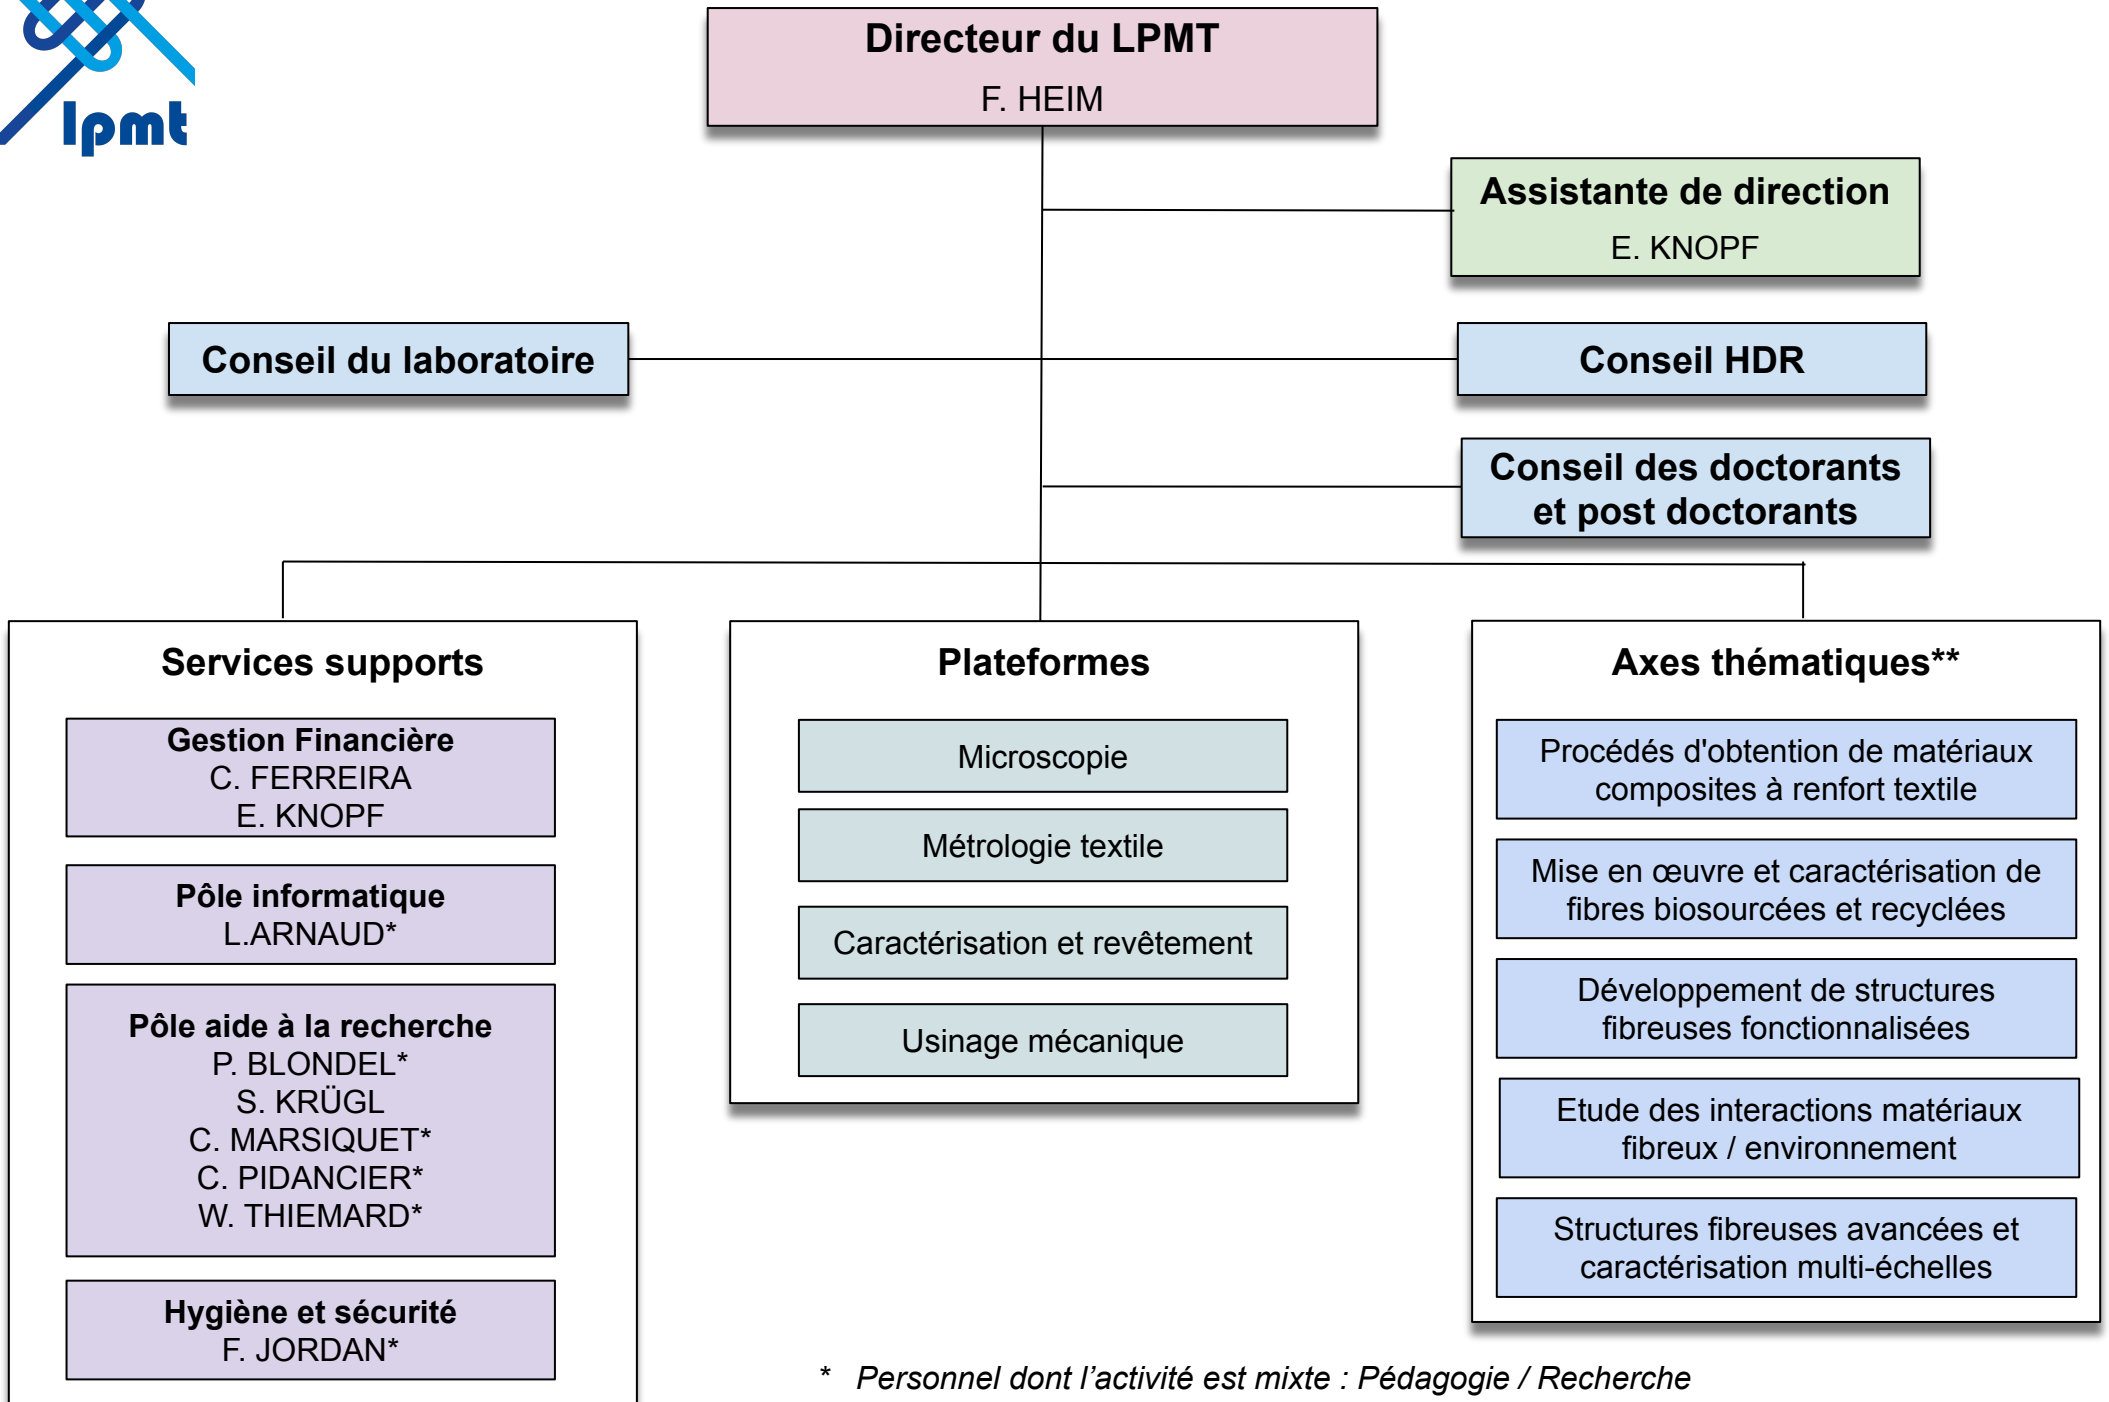 lpmt
Directeur du LPMT
F. HEIM
Assistante de direction
E. KNOPF
Conseil du laboratoire
Conseil HDR
Conseil des doctorants
et post doctorants
Services supports
Gestion Financière
C. FERREIRA
E. KNOPF
Pôle informatique
L.ARNAUD*
Pôle aide à la recherche
P. BLONDEL*
S. KRÜGL
C. MARSIQUET*
C. PIDANCIER*
W. THIEMARD*
Hygiène et sécurité
F. JORDAN*
Plateformes
Microscopie
Métrologie textile
Caractérisation et revêtement
Usinage mécanique
Axes thématiques**
Procédés d'obtention de matériaux
composites à renfort textile
Mise en œuvre et caractérisation de
fibres biosourcées et recyclées
Développement de structures
fibreuses fonctionnalisées
Etude des interactions matériaux
fibreux / environnement
Structures fibreuses avancées et
caractérisation multi-échelles
* Personnel dont l’activité est mixte : Pédagogie / Recherche